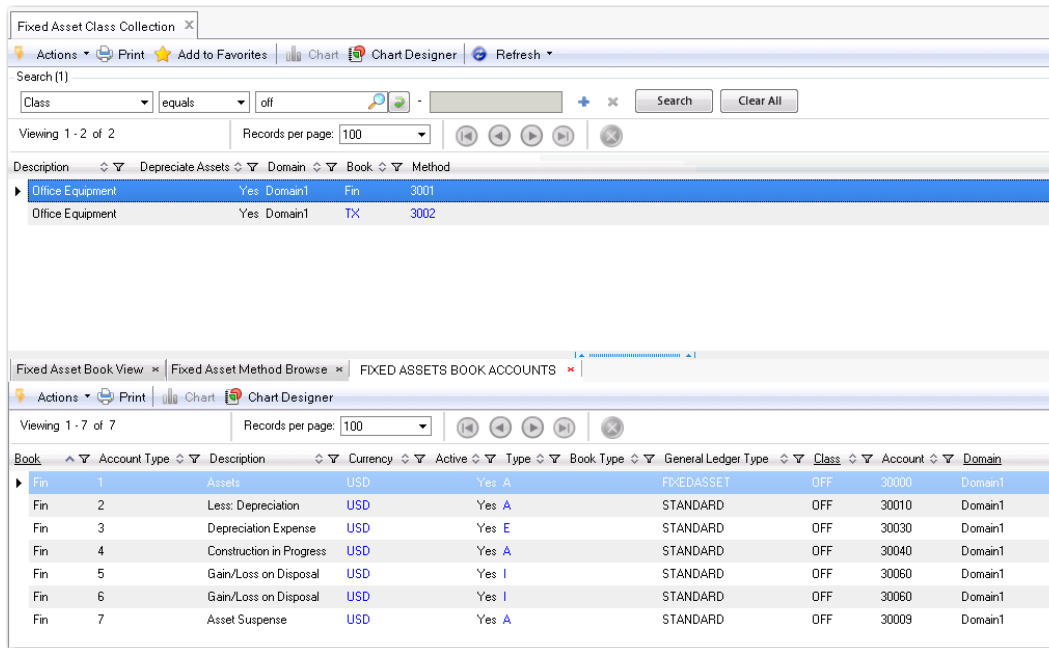 Fixed Asset Class Collection
Actions Print Add to Favorites Chart Chart Designer Refresh
Search (1)
Class equals off - Search Clear All
Viewing 1 - 2 of 2 Records per page: 100
Description Depreciate Assets Domain Book Method
Office Equipment Yes Domain1 Fin 3001
Office Equipment Yes Domain1 TX 3002
Fixed Asset Book View Fixed Asset Method Browse FIXED ASSETS BOOK ACCOUNTS
Actions Print Chart Chart Designer
Viewing 1 - 7 of 7 Records per page: 100
Book Account Type Description Currency Active Type Book Type General Ledger Type Class Account Domain
Fin 1 Assets USD Yes A FIXEDASSET OFF 30000 Domain1
Fin 2 Less: Depreciation USD Yes A STANDARD OFF 30010 Domain1
Fin 3 Depreciation Expense USD Yes E STANDARD OFF 30030 Domain1
Fin 4 Construction in Progress USD Yes A STANDARD OFF 30040 Domain1
Fin 5 Gain/Loss on Disposal USD Yes I STANDARD OFF 30060 Domain1
Fin 6 Gain/Loss on Disposal USD Yes I STANDARD OFF 30060 Domain1
Fin 7 Asset Suspense USD Yes A STANDARD OFF 30009 Domain1